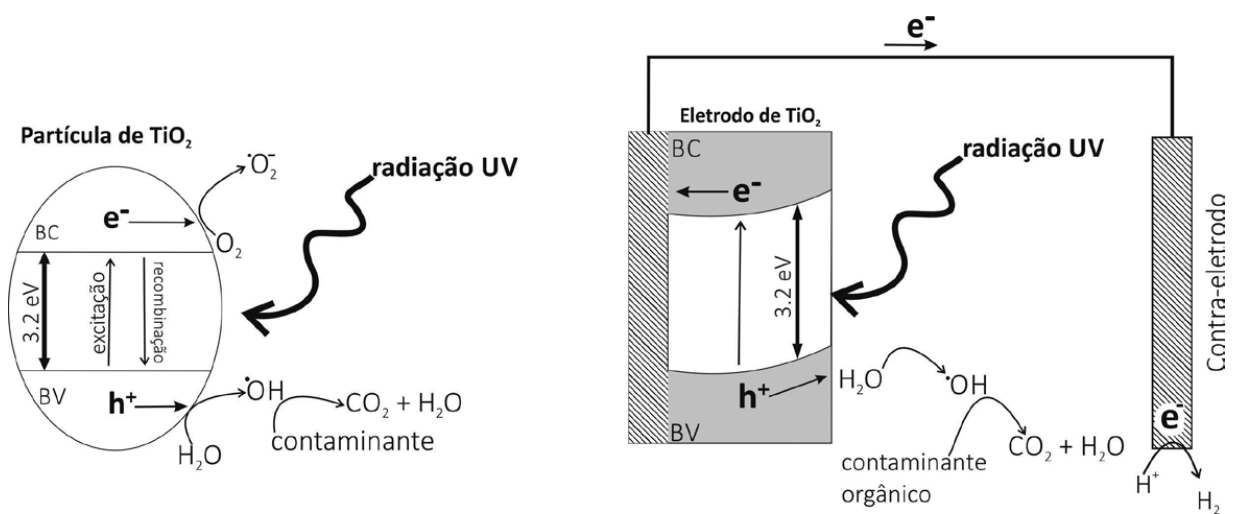 Partícula de TiO₂
·O₂⁻
radiação UV
e⁻
O₂
BC
3.2 eV
excitação
recombinação
BV
h⁺
·OH
CO₂ + H₂O
contaminante
H₂O
e⁻
Eletrodo de TiO₂
BC
radiação UV
e⁻
3.2 eV
Contra-eletrodo
h⁺
H₂O
·OH
BV
CO₂ + H₂O
contaminante
orgânico
e⁻
H⁺
H₂